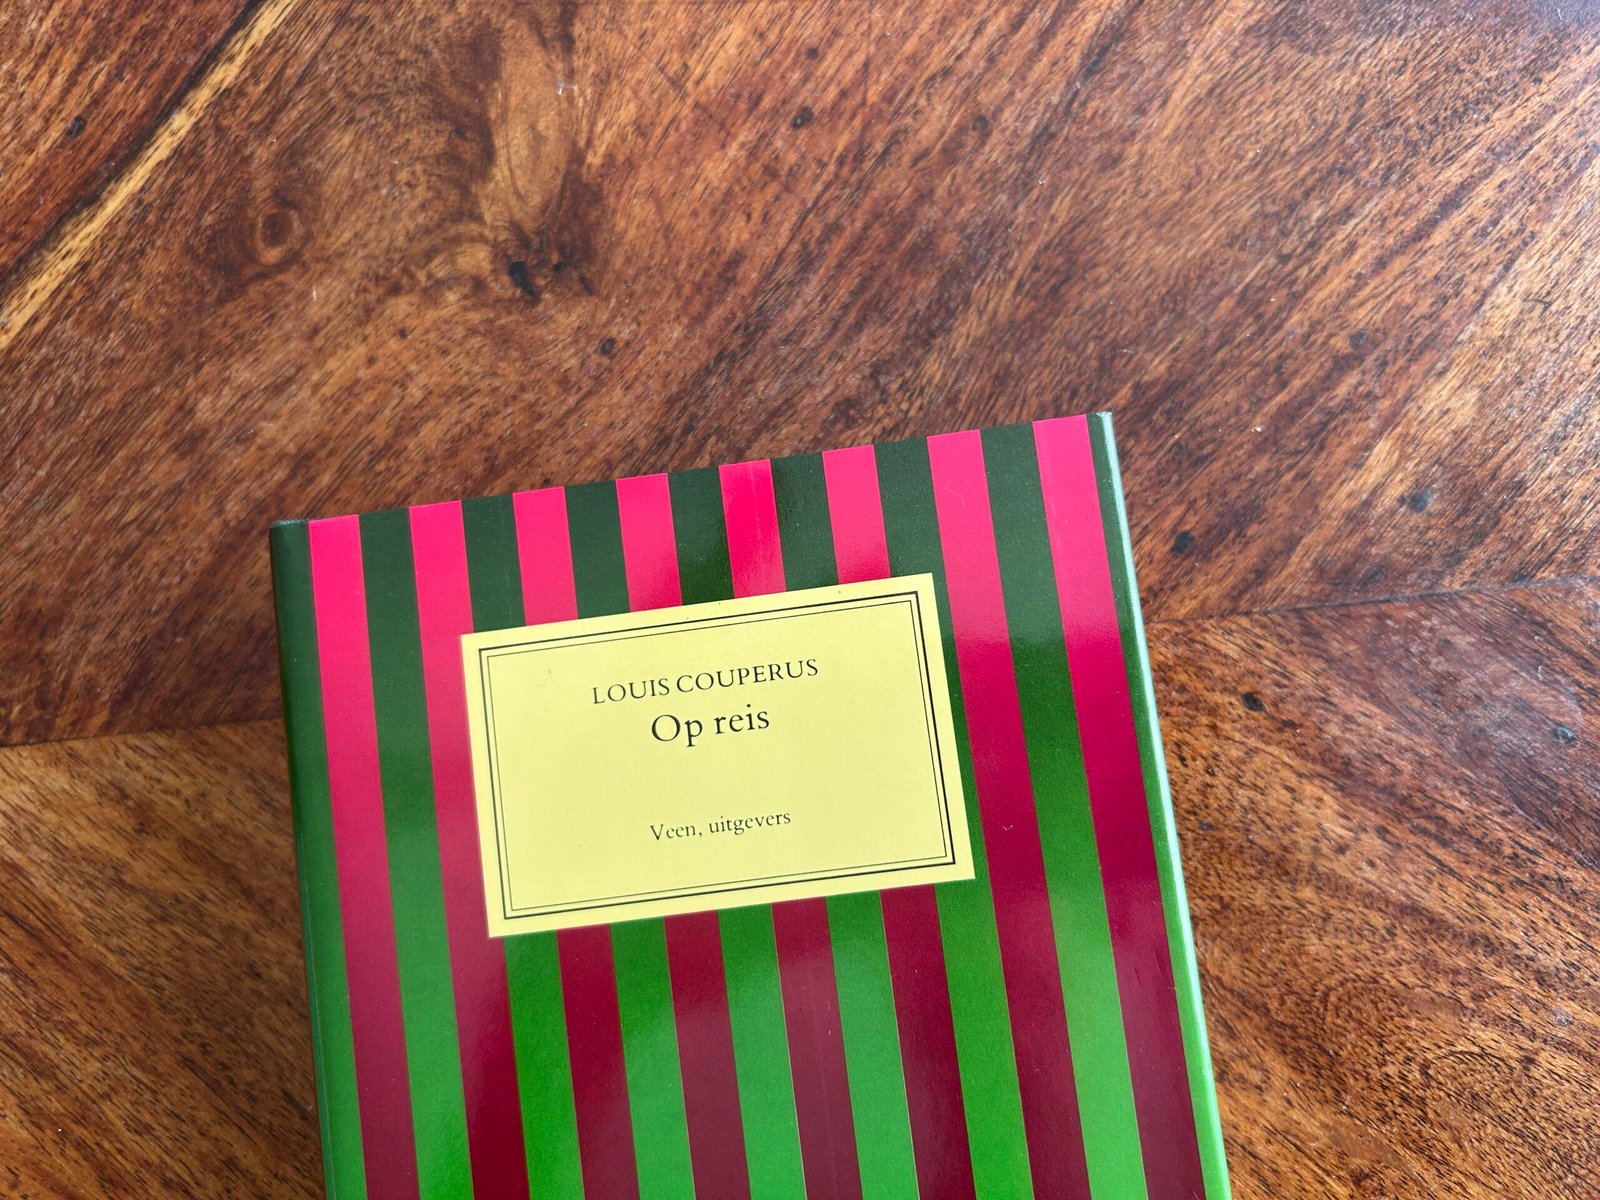 LOUIS COUPERUS
Op reis
Veen, uitgevers